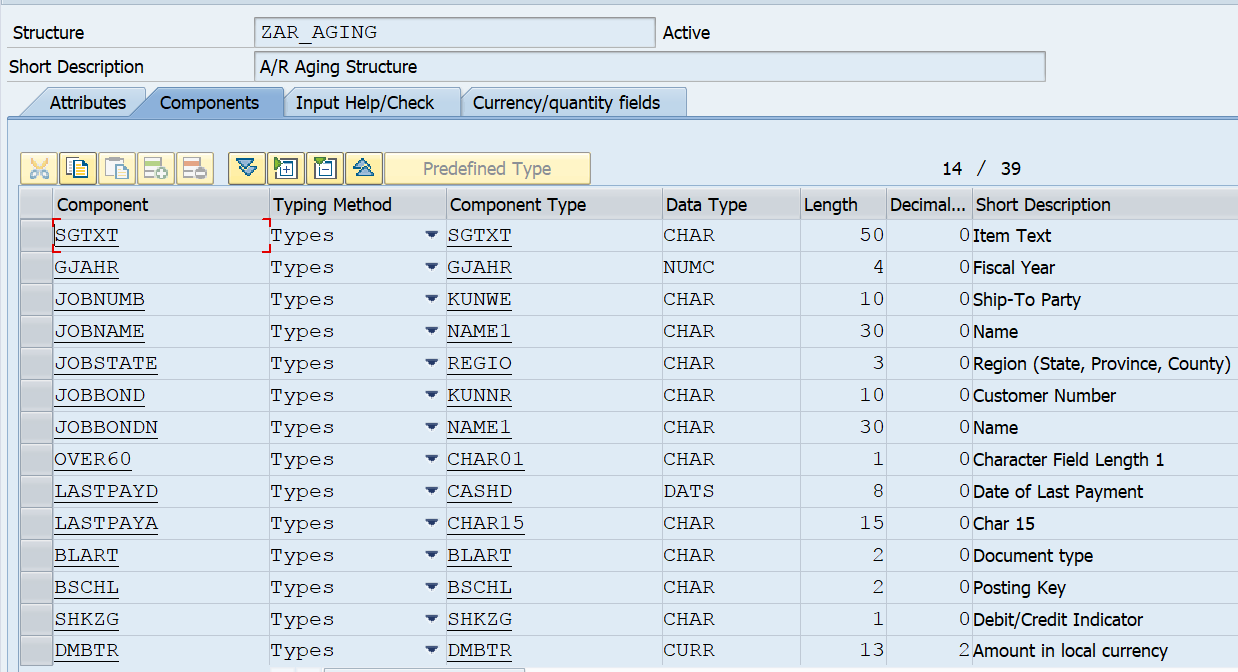 Structure ZAR_AGING Active
Short Description A/R Aging Structure
Attributes Components Input Help/Check Currency/quantity fields
Predefined Type 14 / 39
Component Typing Method Component Type Data Type Length Decimal... Short Description
SGTXT Types SGTXT CHAR 50 0 Item Text
GJAHR Types GJAHR NUMC 4 0 Fiscal Year
JOBNUMB Types KUNWE CHAR 10 0 Ship-To Party
JOBNAME Types NAME1 CHAR 30 0 Name
JOBSTATE Types REGIO CHAR 3 0 Region (State, Province, County)
JOBBOND Types KUNNR CHAR 10 0 Customer Number
JOBBONDN Types NAME1 CHAR 30 0 Name
OVER60 Types CHAR01 CHAR 1 0 Character Field Length 1
LASTPAYD Types CASHD DATS 8 0 Date of Last Payment
LASTPAYA Types CHAR15 CHAR 15 0 Char 15
BLART Types BLART CHAR 2 0 Document type
BSCHL Types BSCHL CHAR 2 0 Posting Key
SHKZG Types SHKZG CHAR 1 0 Debit/Credit Indicator
DMBTR Types DMBTR CURR 13 2 Amount in local currency